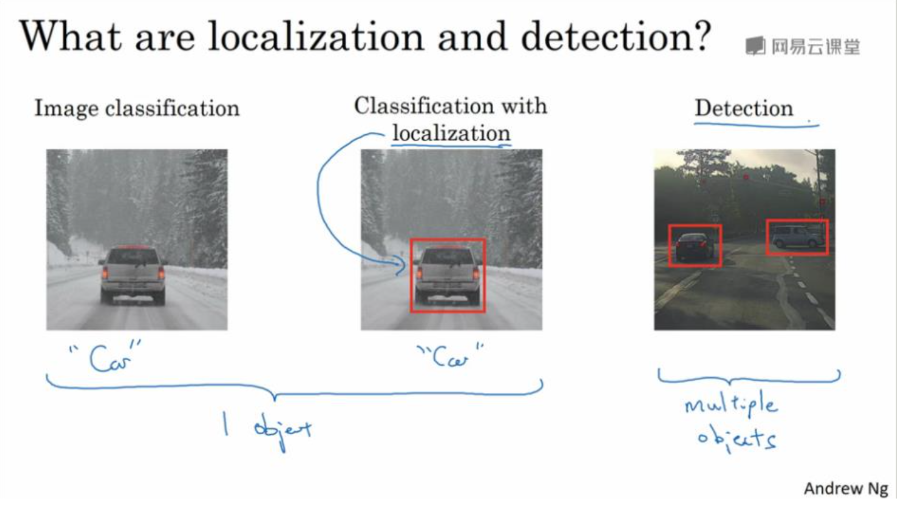 What are localization and detection?
网易云课堂
Image classification
Classification with
localization
Detection
"Car"
"Car"
1 object
multiple
objects
Andrew Ng